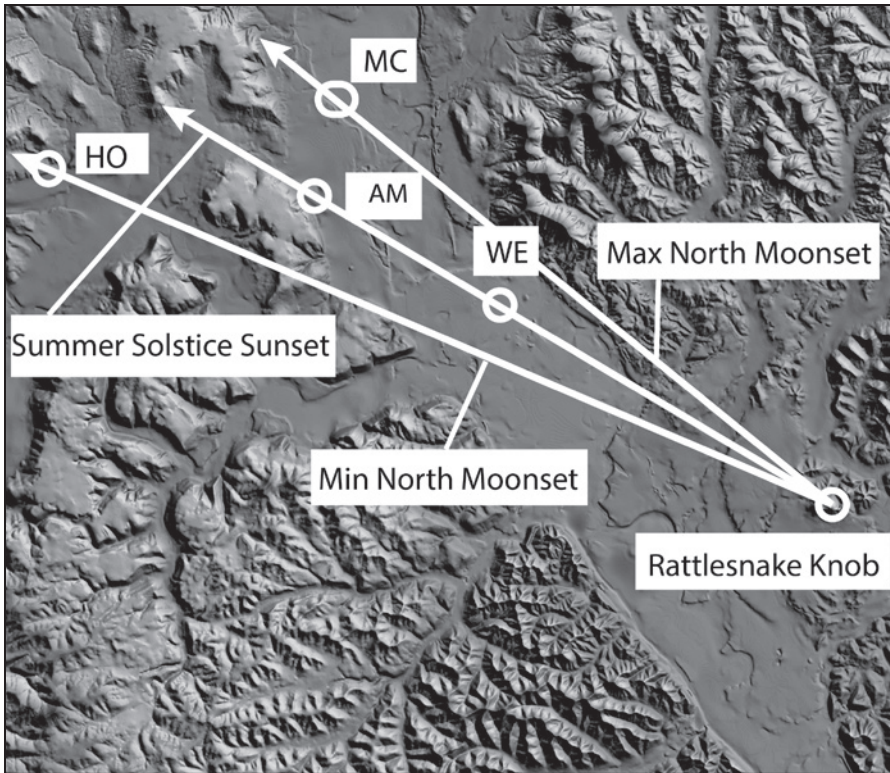 MC
HO
AM
WE
Max North Moonset
Summer Solstice Sunset
Min North Moonset
Rattlesnake Knob